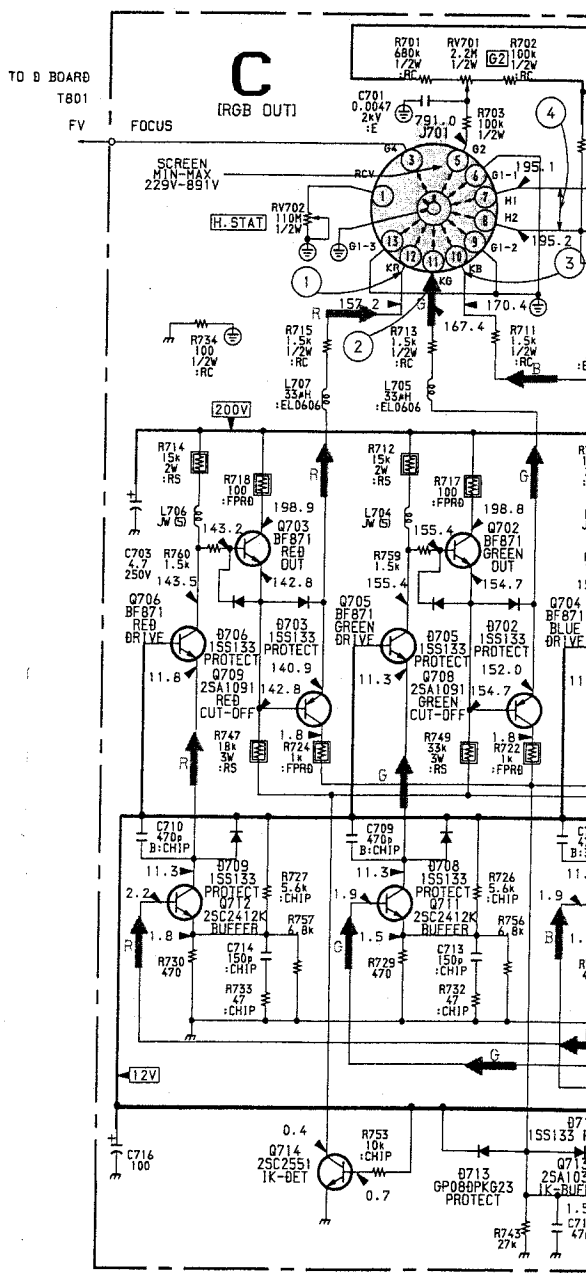 TO D BOARD
T801
FV
FOCUS
C
[RGB OUT]
R701
680k
1/2W
:RC
RV701
2.2M
1/2W
G2
R702
100k
1/2W
:RC
C701
0.0047
2kV
:E
791.0
J701
R703
100k
1/2W
4
G4
G2
3
5
6
G1-1
195.1
RCV
SCREEN
MIN-MAX
229V-891V
1
7
H1
8
H2
H.STAT
RV702
110M
1/2W
G1-3
13
12
11
10
9
G1-2
195.2
KR
KG
KB
1
3
157.2
R
2
G
170.4
167.4
R734
100
1/2W
:RC
R715
1.5k
1/2W
:RC
R713
1.5k
1/2W
:RC
R711
1.5k
1/2W
:RC
B
L707
33μH
:EL0606
L705
33μH
:EL0606
200V
R714
15k
2W
:RS
R718
100
:FPRD
R
R712
15k
2W
:RS
R717
100
:FPRD
G
L706
JW(5)
143.2
198.9
Q703
BF871
RED
OUT
L704
JW(5)
155.4
198.8
Q702
BF871
GREEN
OUT
C703
4.7
250V
R760
1.5k
143.5
142.8
R759
1.5k
155.4
154.7
Q706
BF871
RED
DRIVE
Q705
BF871
GREEN
DRIVE
Q704
BF871
BLUE
DRIVE
D706
1SS133
PROTECT
D703
1SS133
PROTECT
D705
1SS133
PROTECT
D702
1SS133
PROTECT
11.8
Q709
2SA1091
RED
CUT-OFF
140.9
142.8
11.3
Q708
2SA1091
GREEN
CUT-OFF
152.0
154.7
11
R
R747
18k
3W
:RS
1.8
R724
1k
:FPRD
G
R749
33k
3W
:RS
1.8
R722
1k
:FPRD
C710
470p
B:CHIP
C709
470p
B:CHIP
11.3
D709
1SS133
PROTECT
R727
5.6k
:CHIP
11.3
D708
1SS133
PROTECT
R726
5.6k
:CHIP
2.2
Q712
2SC2412K
BUFFER
1.9
Q711
2SC2412K
BUFFER
1.9
R
1.8
R757
6.8k
G
1.5
R756
6.8k
B
R730
470
C714
150p
:CHIP
R729
470
C713
150p
:CHIP
R733
47
:CHIP
R732
47
:CHIP
G
12V
C716
100
0.4
Q714
2SC2551
IK-DET
R753
10k
:CHIP
0.7
D713
GP08DPKG23
PROTECT
1SS133
R743
27k